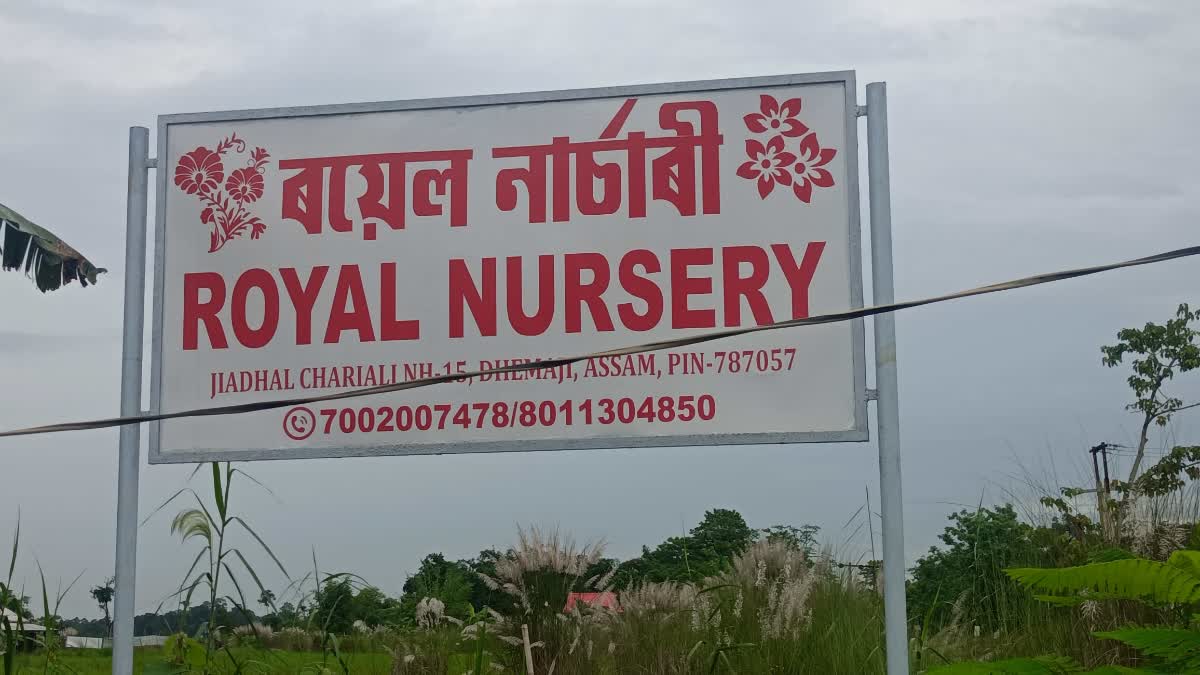 ৰয়েল নাৰ্চাৰী
ROYAL NURSERY
JIADHAL CHARIALI NH-15, DHEMAJI, ASSAM, PIN-787057
7002007478/8011304850